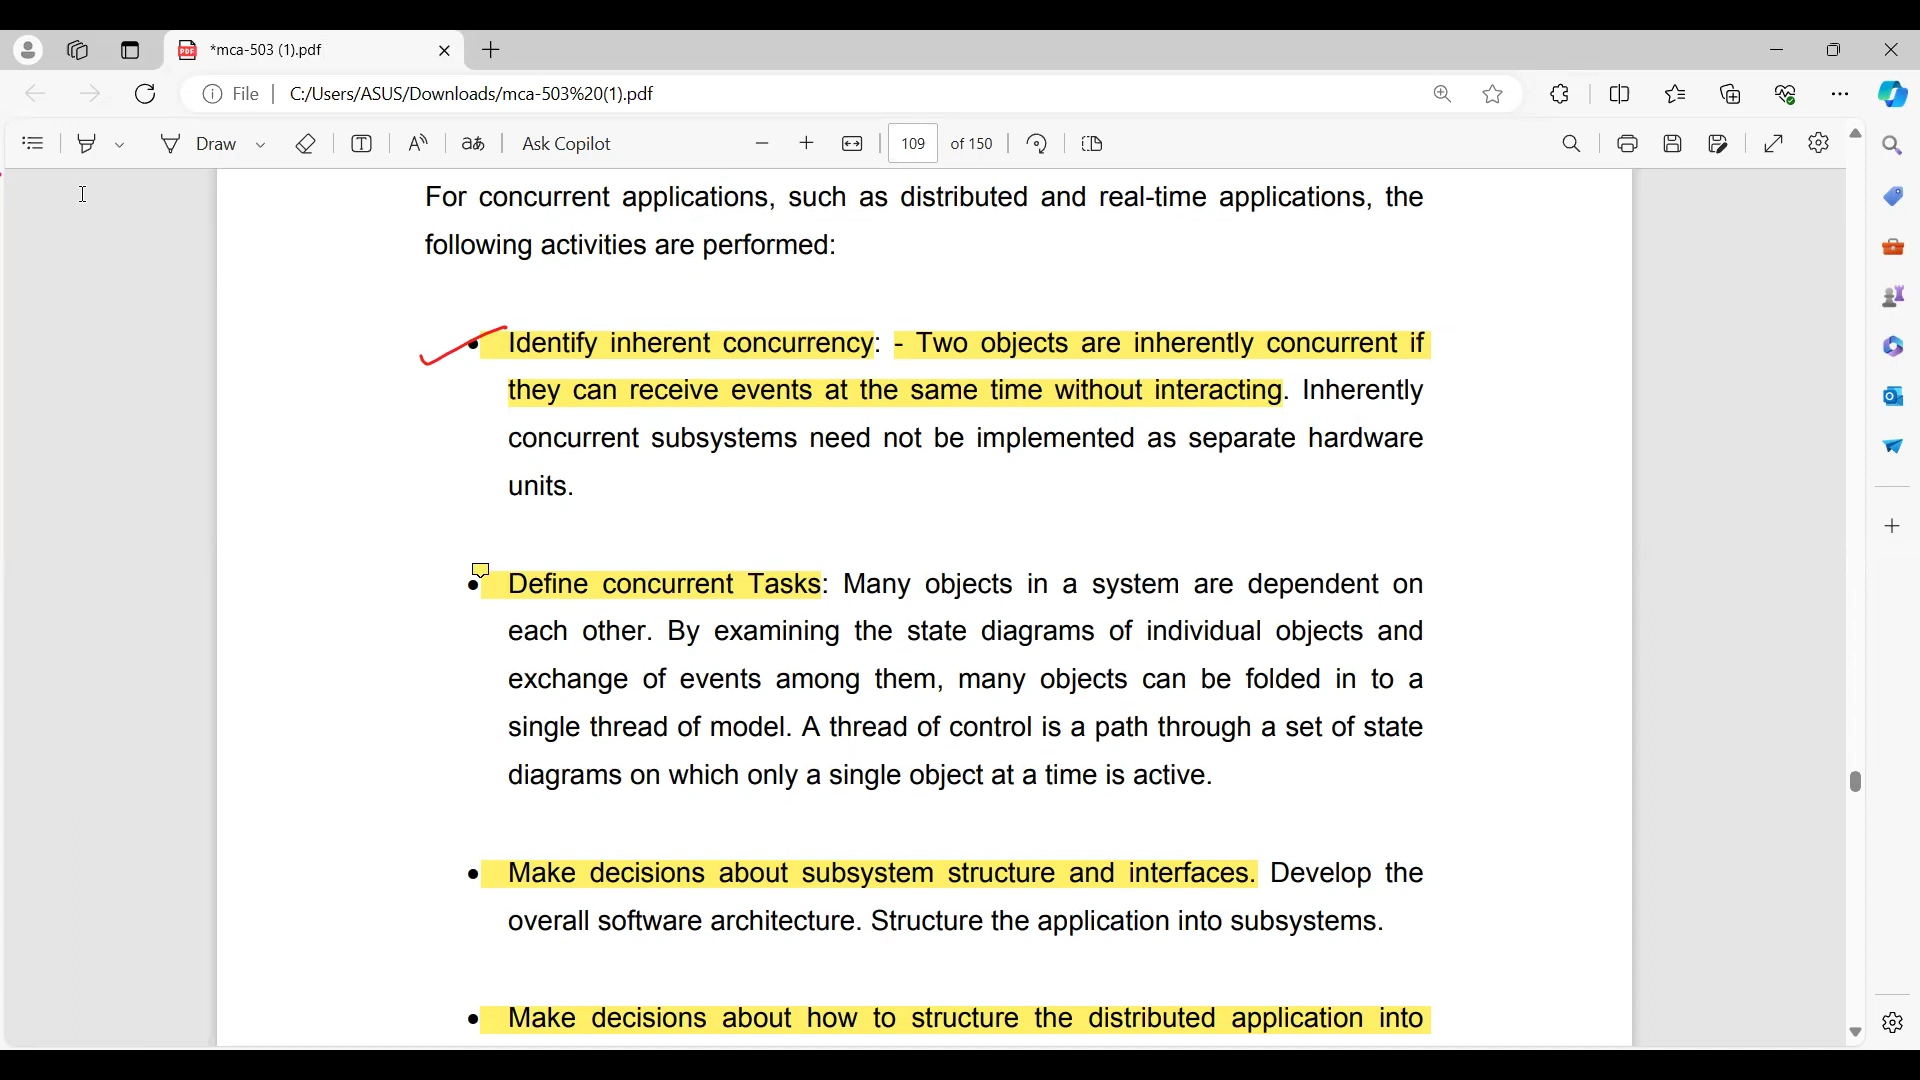 *mca-503 (1).pdf
File
C:/Users/ASUS/Downloads/mca-503%20(1).pdf
Draw
Ask Copilot
109 of 150
For concurrent applications, such as distributed and real-time applications, the
following activities are performed:
• Identify inherent concurrency: - Two objects are inherently concurrent if
they can receive events at the same time without interacting. Inherently
concurrent subsystems need not be implemented as separate hardware
units.
• Define concurrent Tasks: Many objects in a system are dependent on
each other. By examining the state diagrams of individual objects and
exchange of events among them, many objects can be folded in to a
single thread of model. A thread of control is a path through a set of state
diagrams on which only a single object at a time is active.
• Make decisions about subsystem structure and interfaces. Develop the
overall software architecture. Structure the application into subsystems.
• Make decisions about how to structure the distributed application into